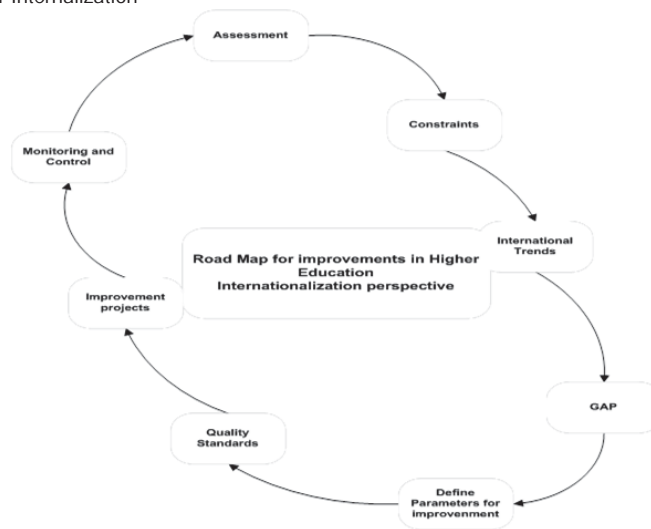 Internalization
Assessment
Constraints
Monitoring and
Control
International
Trends
Road Map for improvements in Higher
Education
Internationalization perspective
Improvement
projects
GAP
Quality
Standards
Define
Parameters for
improvenment